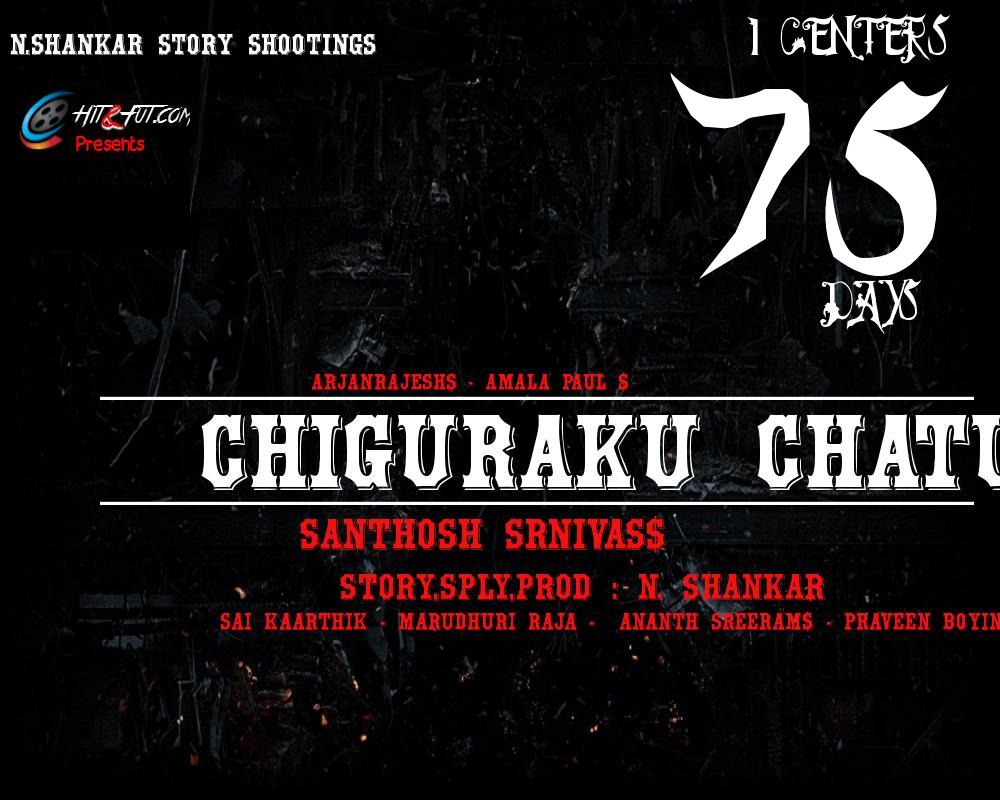 N.SHANKAR STORY SHOOTINGS
1 CENTERS
HIT&FUT.COM
Presents
75
DAYS
ARJANRAJESH$ - AMALA PAUL $
CHIGURAKU CHATU
SANTHOSH SRNIVAS$
STORY,SPLY,PROD :- N. SHANKAR
SAI KAARTHIK - MARUDHURI RAJA - ANANTH SREERAM$ - PRAVEEN BOYIN